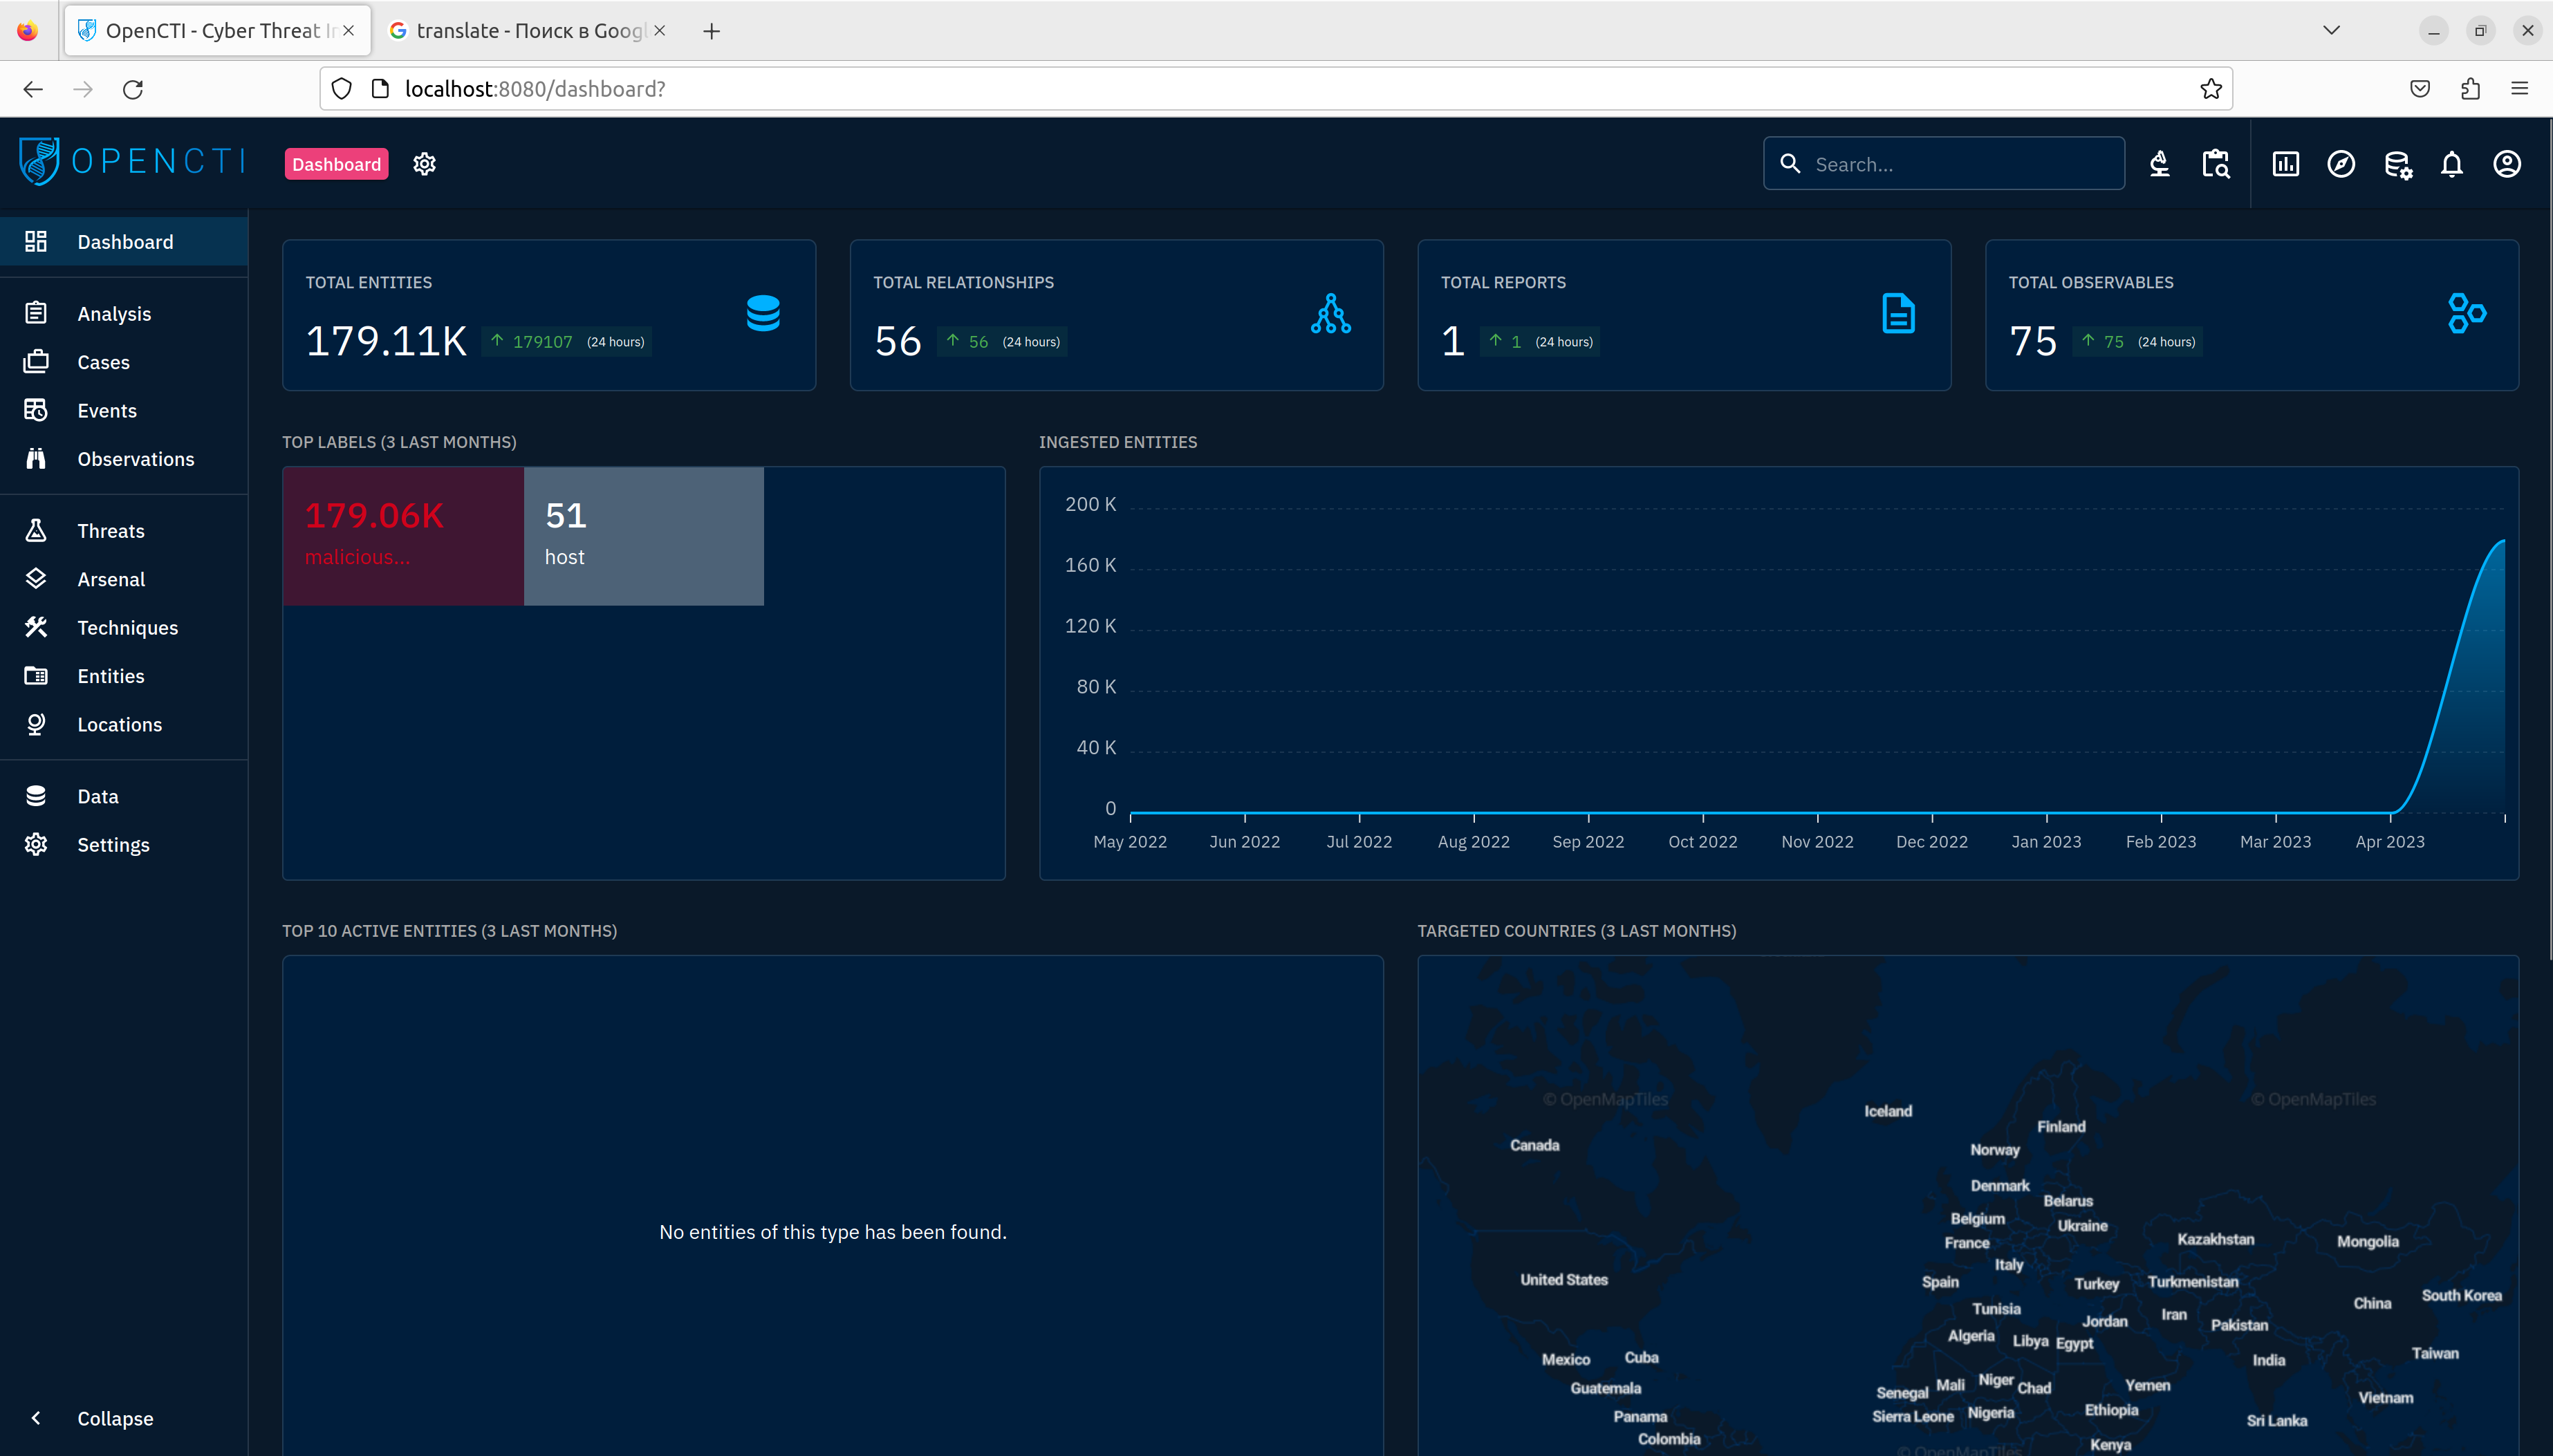 OpenCTI - Cyber Threat In
translate - Поиск в Googl
localhost:8080/dashboard?
OPENCTI
Dashboard
Search...
Dashboard
Analysis
Cases
Events
Observations
Threats
Arsenal
Techniques
Entities
Locations
Data
Settings
Collapse
TOTAL ENTITIES
179.11K 179107 (24 hours)
TOTAL RELATIONSHIPS
56 56 (24 hours)
TOTAL REPORTS
1 1 (24 hours)
TOTAL OBSERVABLES
75 75 (24 hours)
TOP LABELS (3 LAST MONTHS)
179.06K
malicious...
51
host
INGESTED ENTITIES
200 K
160 K
120 K
80 K
40 K
0
May 2022 Jun 2022 Jul 2022 Aug 2022 Sep 2022 Oct 2022 Nov 2022 Dec 2022 Jan 2023 Feb 2023 Mar 2023 Apr 2023
TOP 10 ACTIVE ENTITIES (3 LAST MONTHS)
No entities of this type has been found.
TARGETED COUNTRIES (3 LAST MONTHS)
© OpenMapTiles © OpenMapTiles
Iceland
Finland
Canada
Norway
Denmark
Belarus
Belgium
Ukraine
France
Kazakhstan
Mongolia
Italy
United States
Spain
Turkey
Turkmenistan
South Korea
China
Tunisia
Iran
Jordan
Pakistan
Algeria
Libya
Egypt
Taiwan
Mexico
Cuba
India
Guatemala
Senegal
Mali
Niger
Chad
Yemen
Vietnam
Panama
Sierra Leone
Nigeria
Ethiopia
Sri Lanka
Colombia
Kenya
© OpenMapTiles